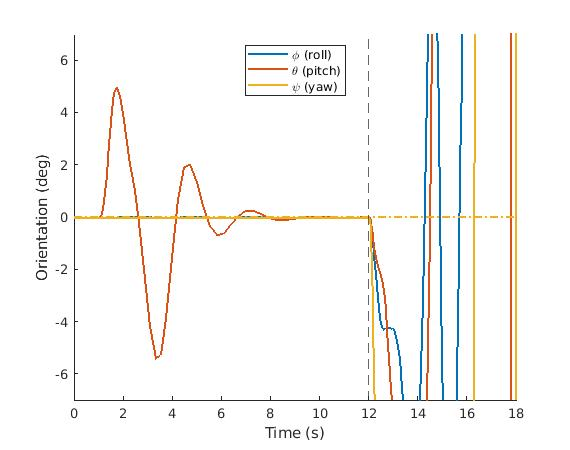 ϕ (roll)
θ (pitch)
ψ (yaw)
Orientation (deg)
6
4
2
0
-2
-4
-6
0 2 4 6 8 10 12 14 16 18
Time (s)